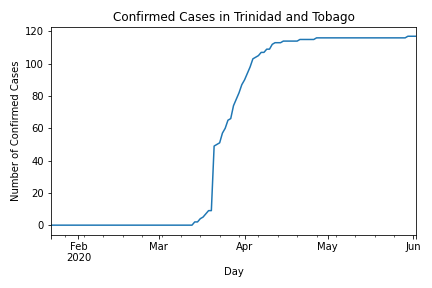 Confirmed Cases in Trinidad and Tobago
120
100
80
60
40
20
0
Number of Confirmed Cases
Feb Mar Apr May Jun
2020
Day